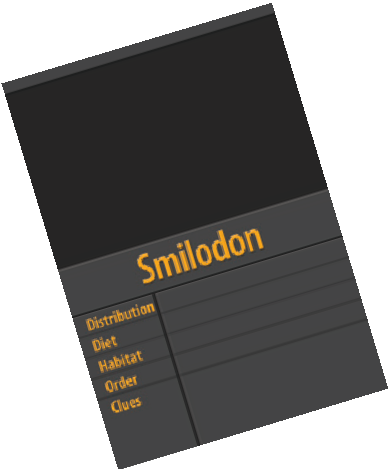 Smilodon
Distribution
Diet
Habitat
Order
Clues